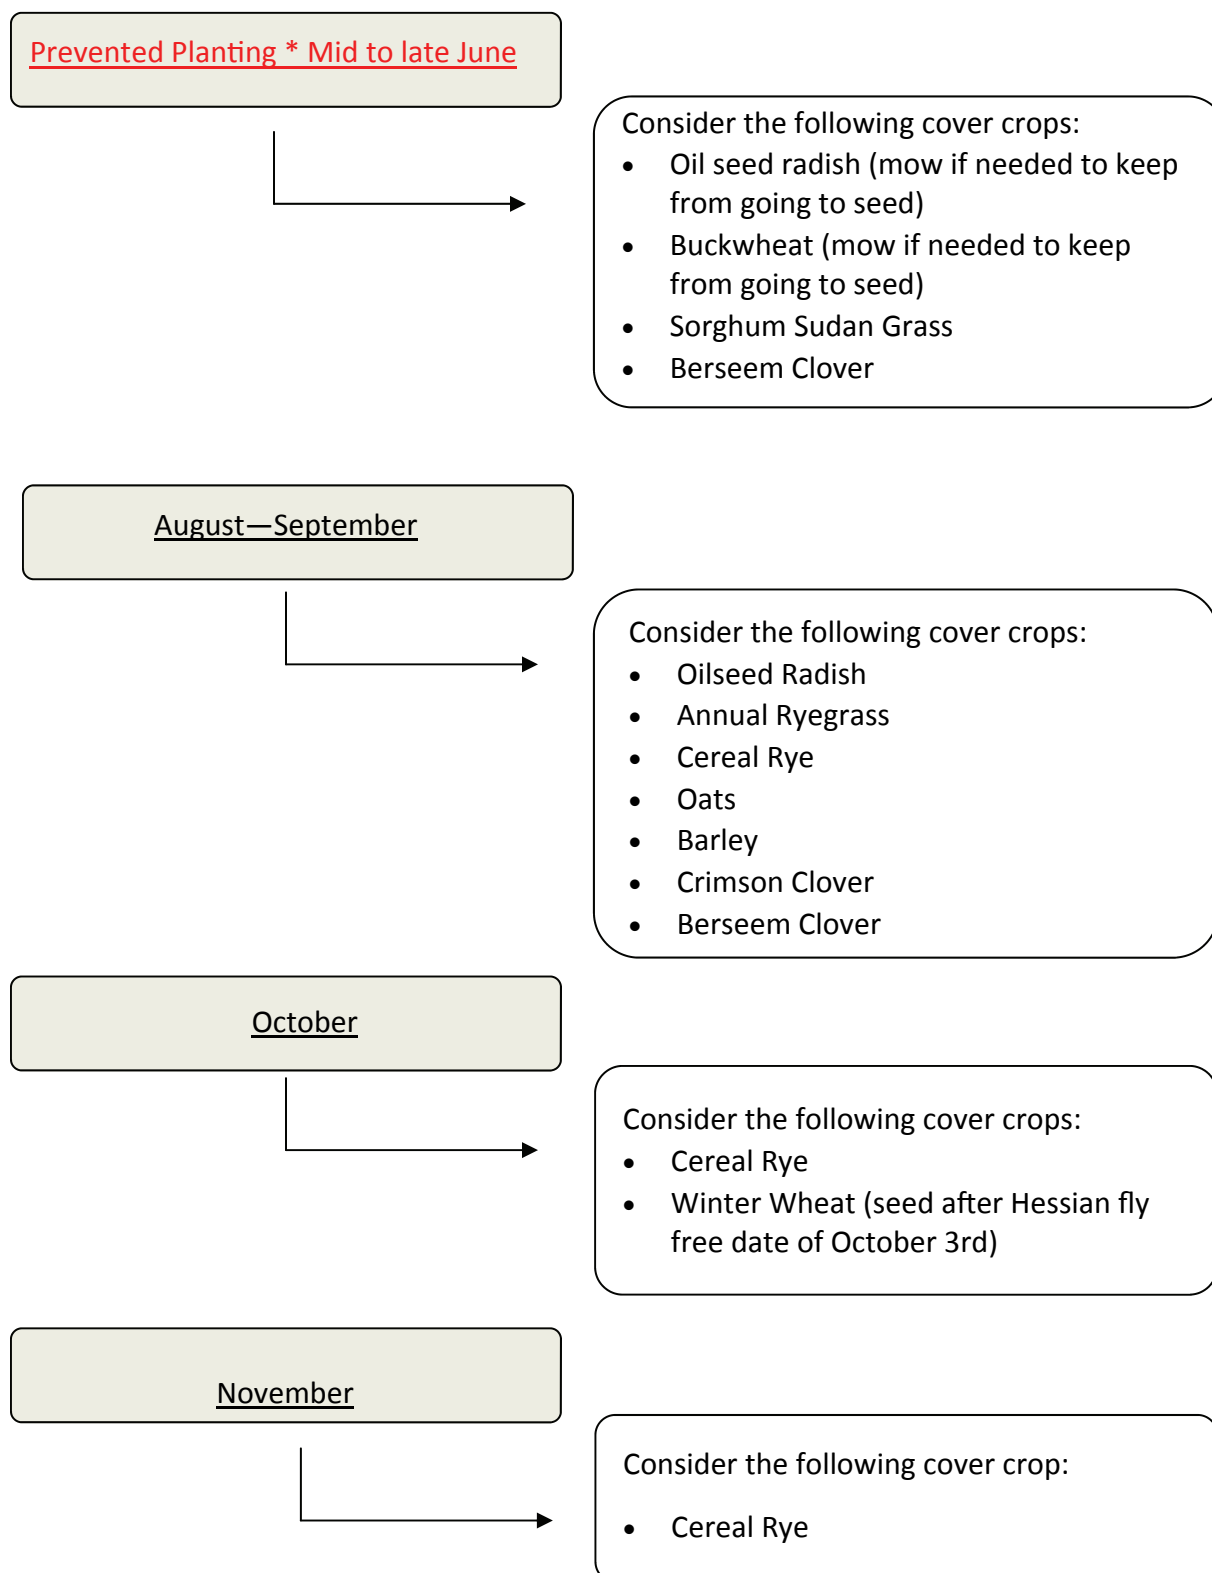 Prevented Planting * Mid to late June
Consider the following cover crops:
• Oil seed radish (mow if needed to keep
from going to seed)
• Buckwheat (mow if needed to keep
from going to seed)
• Sorghum Sudan Grass
• Berseem Clover
August—September
Consider the following cover crops:
• Oilseed Radish
• Annual Ryegrass
• Cereal Rye
• Oats
• Barley
• Crimson Clover
• Berseem Clover
October
Consider the following cover crops:
• Cereal Rye
• Winter Wheat (seed after Hessian fly
free date of October 3rd)
November
Consider the following cover crop:
• Cereal Rye